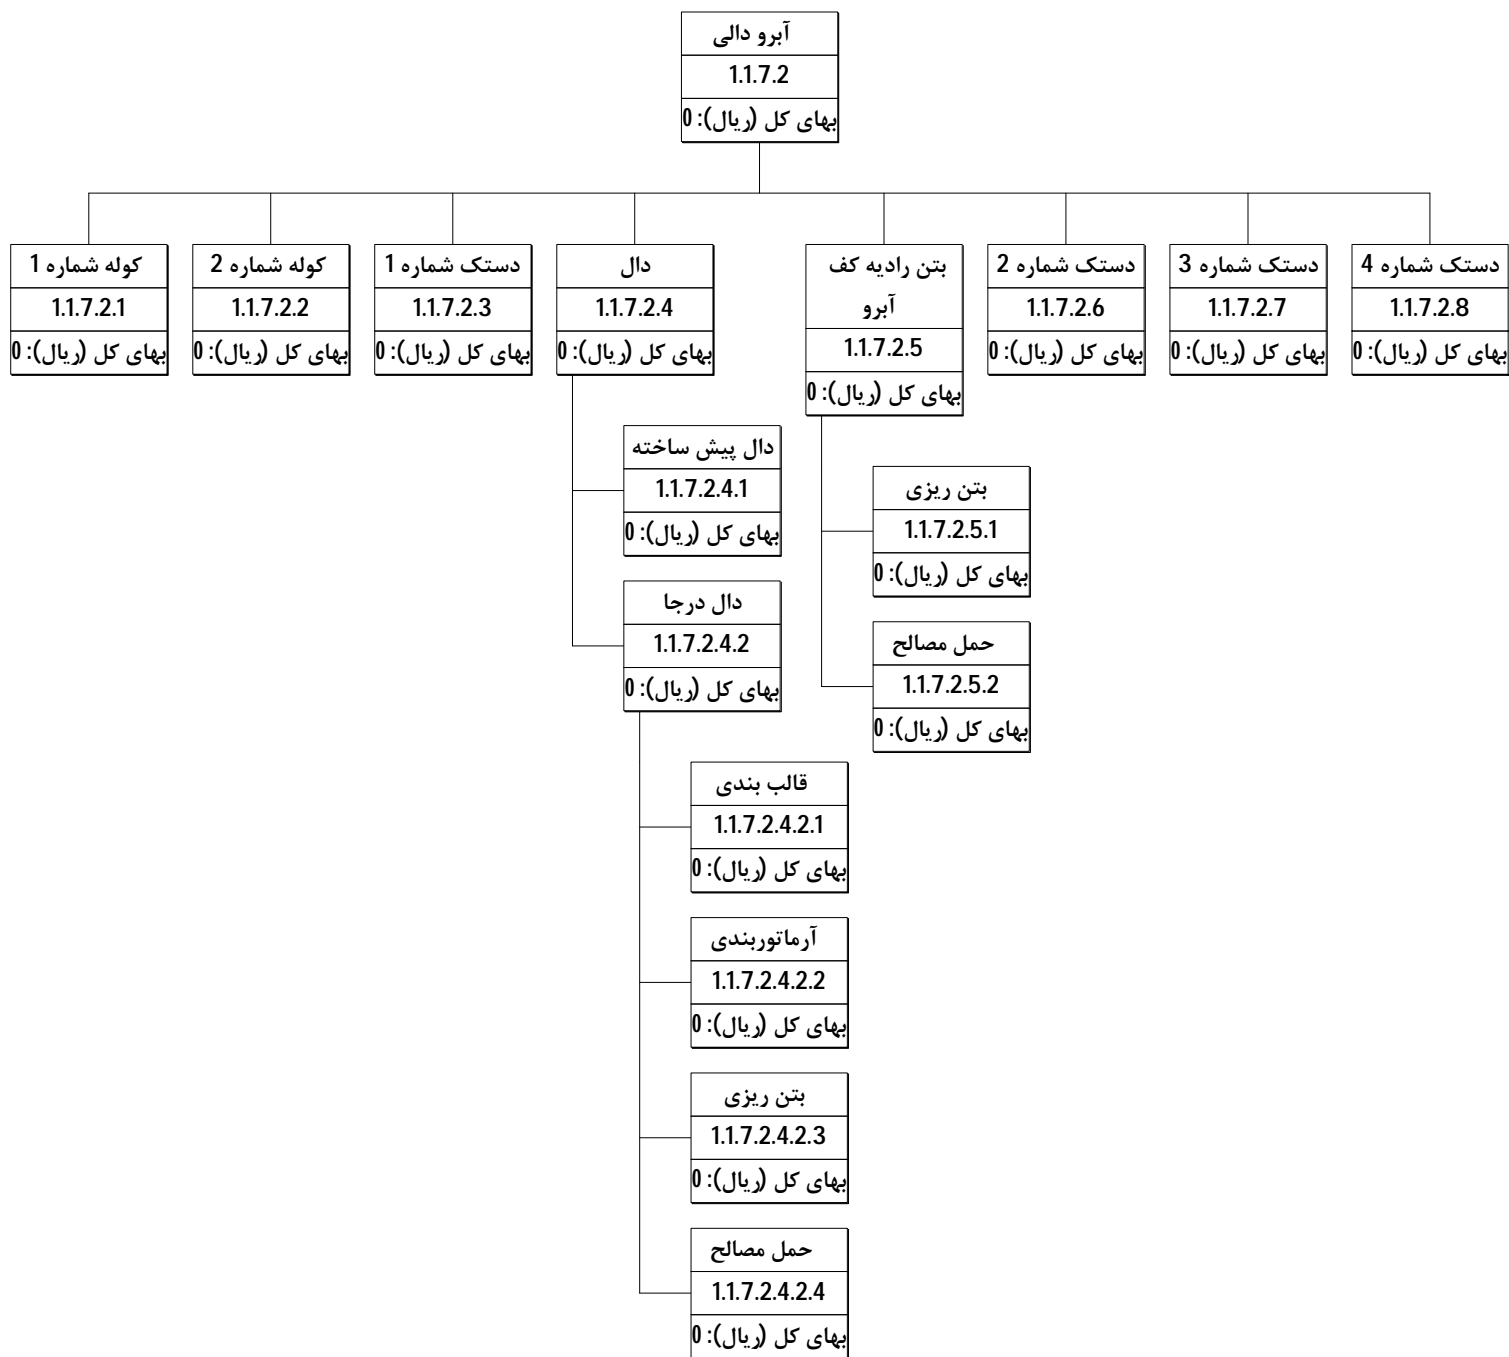 آبرو دالی
1.1.7.2
بهای کل (ریال): 0
کوله شماره 1
1.1.7.2.1
بهای کل (ریال): 0
کوله شماره 2
1.1.7.2.2
بهای کل (ریال): 0
دستک شماره 1
1.1.7.2.3
بهای کل (ریال): 0
دال
1.1.7.2.4
بهای کل (ریال): 0
بتن رادیه کف
آبرو
1.1.7.2.5
بهای کل (ریال): 0
دستک شماره 2
1.1.7.2.6
بهای کل (ریال): 0
دستک شماره 3
1.1.7.2.7
بهای کل (ریال): 0
دستک شماره 4
1.1.7.2.8
بهای کل (ریال): 0
دال پیش ساخته
1.1.7.2.4.1
بهای کل (ریال): 0
دال درجا
1.1.7.2.4.2
بهای کل (ریال): 0
قالب بندی
1.1.7.2.4.2.1
بهای کل (ریال): 0
آرماتوربندی
1.1.7.2.4.2.2
بهای کل (ریال): 0
بتن ریزی
1.1.7.2.4.2.3
بهای کل (ریال): 0
حمل مصالح
1.1.7.2.4.2.4
بهای کل (ریال): 0
بتن ریزی
1.1.7.2.5.1
بهای کل (ریال): 0
حمل مصالح
1.1.7.2.5.2
بهای کل (ریال): 0